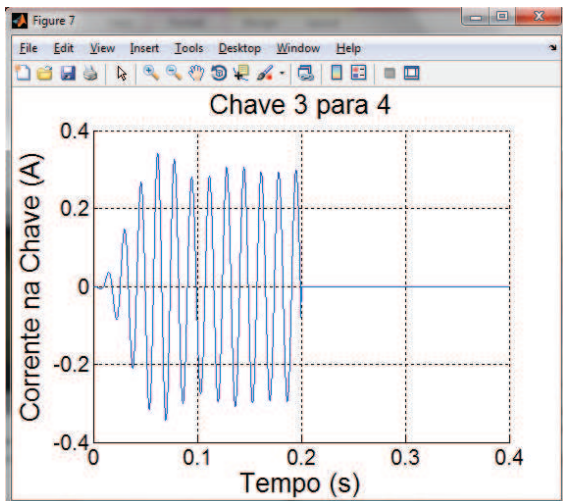 Figure 7
File Edit View Insert Tools Desktop Window Help
Chave 3 para 4
Corrente na Chave (A)
0.4
0.2
0
-0.2
-0.4
0 0.1 0.2 0.3 0.4
Tempo (s)